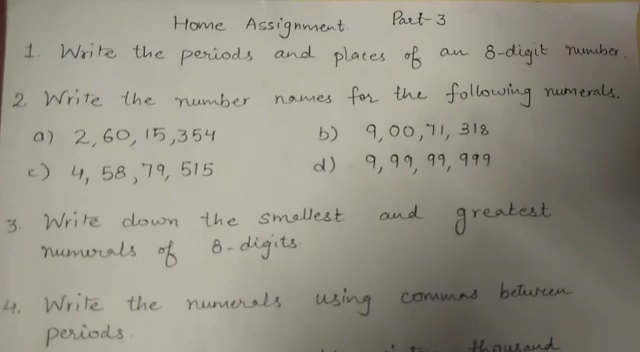 Home Assignment Part-3
1. Write the periods and places of an 8-digit number.
2. Write the number names for the following numerals.
a) 2,60,15,354 b) 9,00,71,318
c) 4,58,79,515 d) 9,99,99,999
3. Write down the smallest and greatest
numerals of 8-digits.
4. Write the numerals using commas between
periods.
thousand